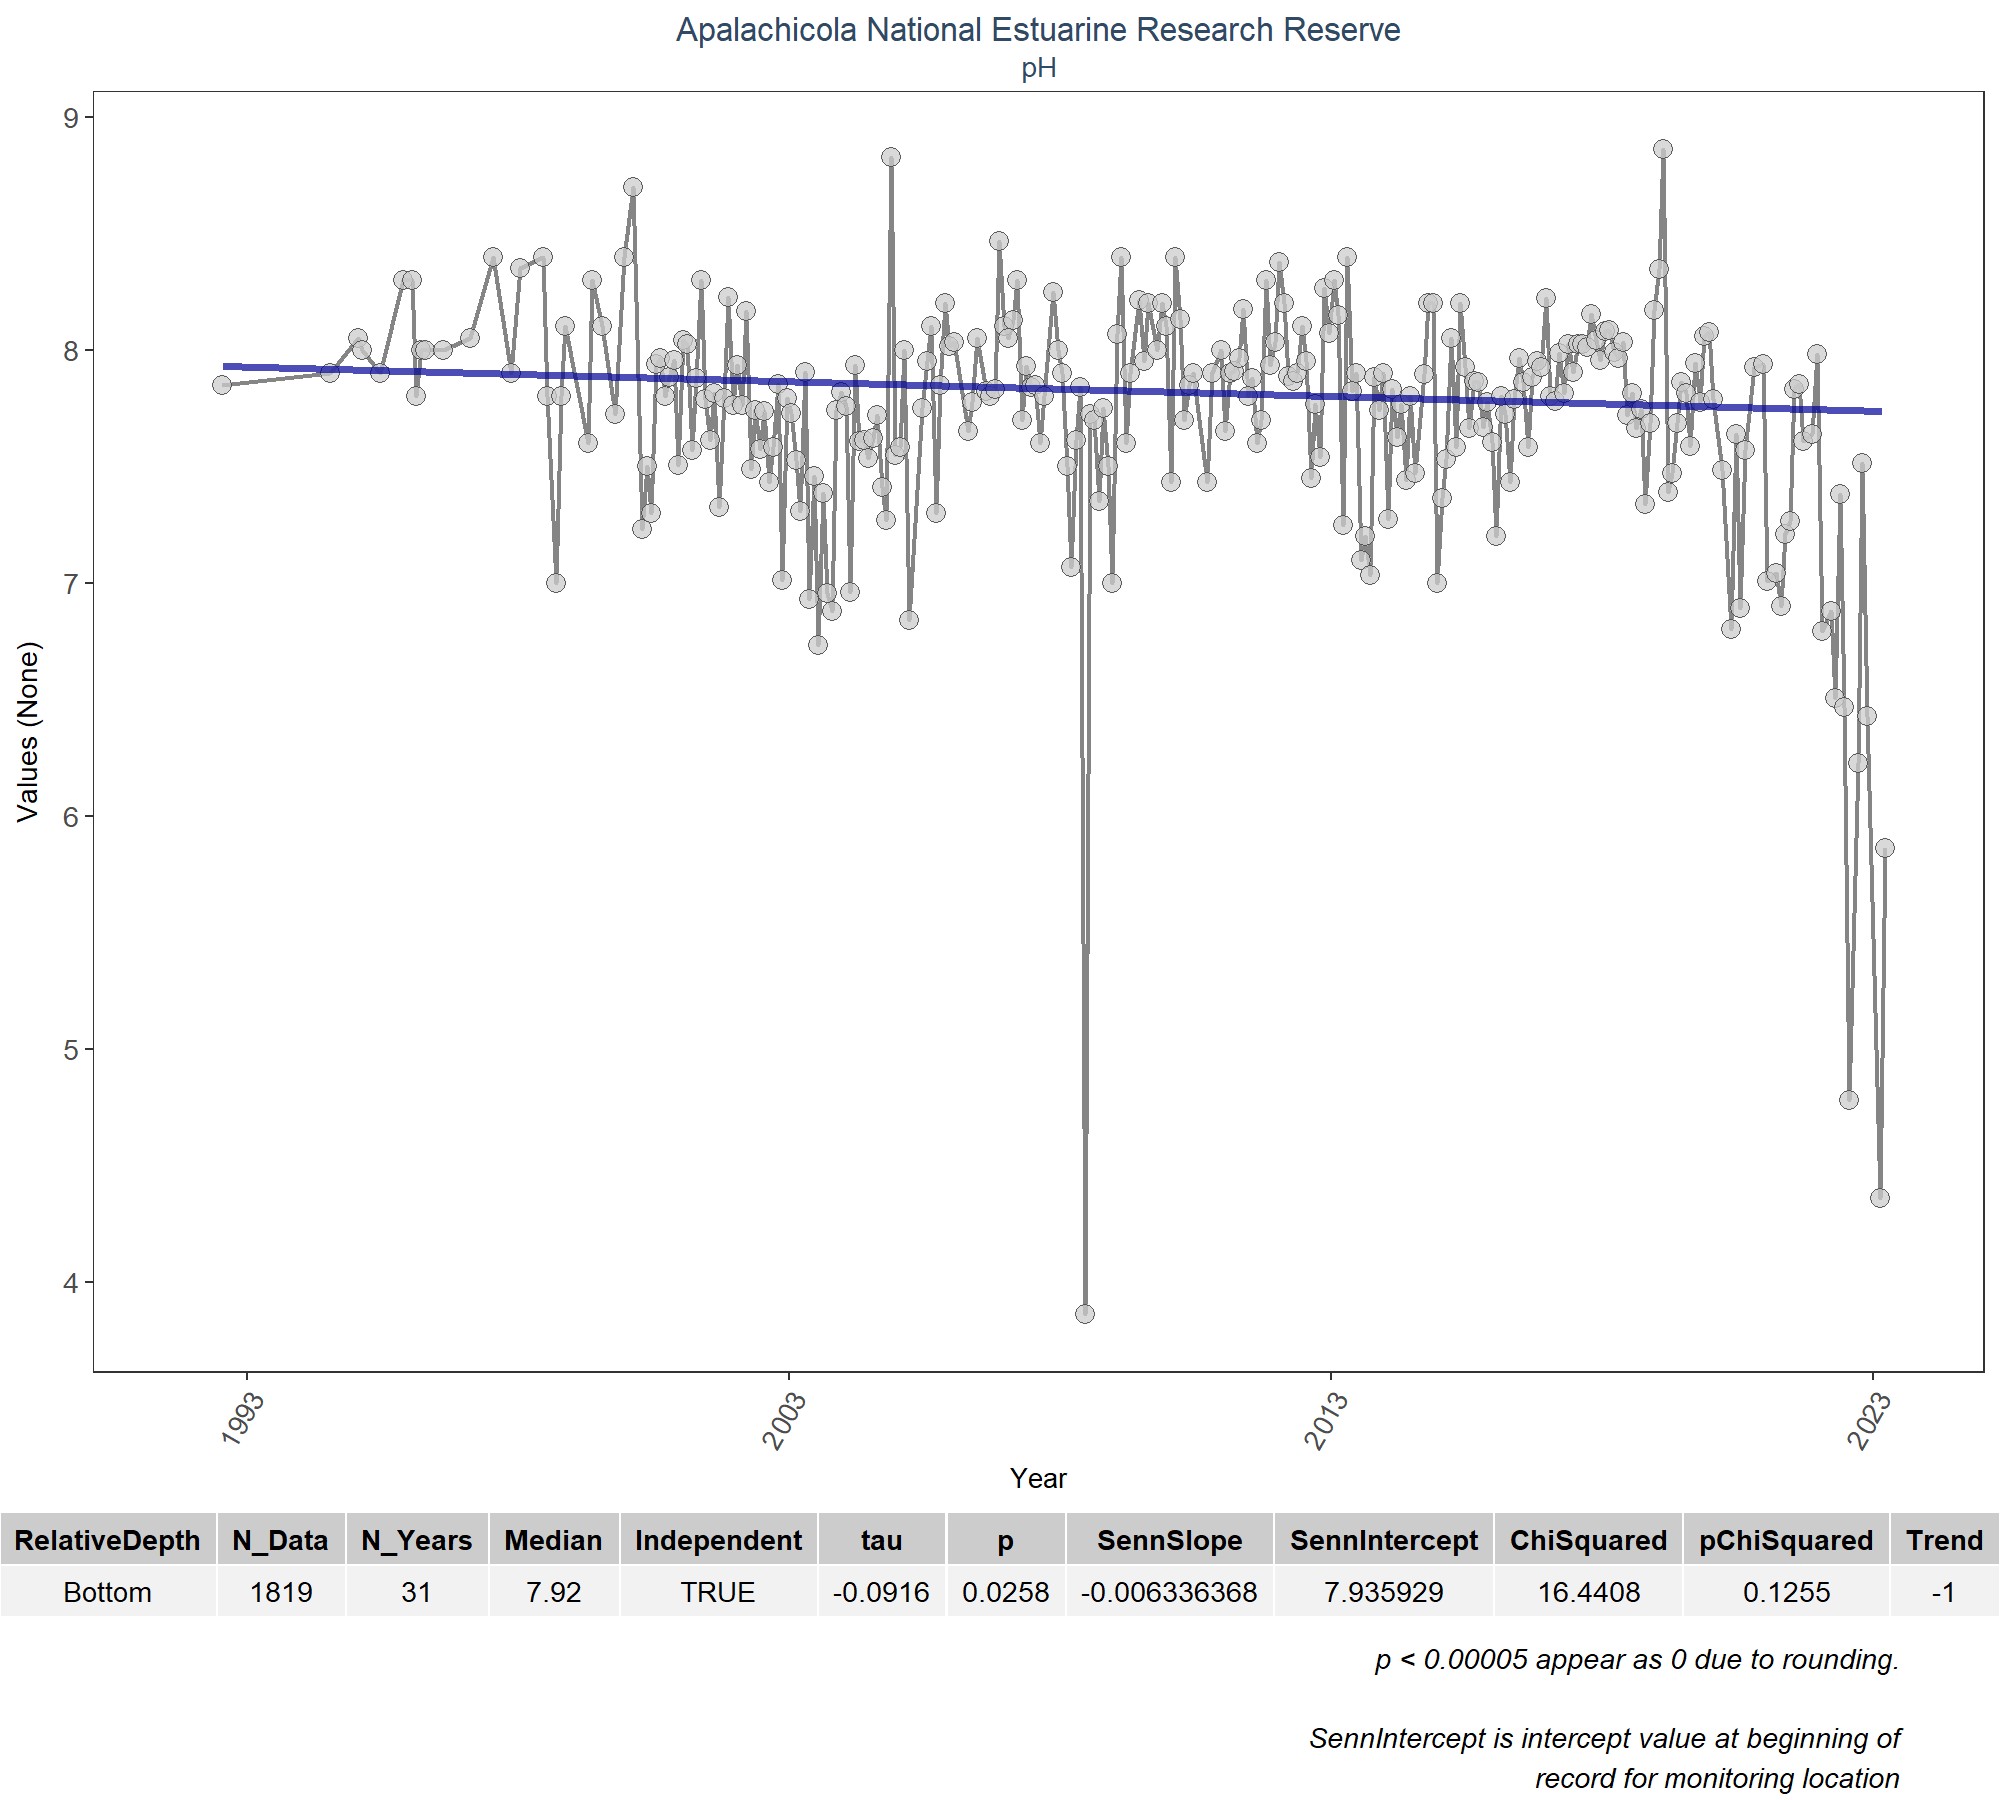 Apalachicola National Estuarine Research Reserve
pH
9
8
7
6
5
4
Values (None)
1993
2003
2013
2023
Year
RelativeDepth N_Data N_Years Median Independent tau p SennSlope SennIntercept ChiSquared pChiSquared Trend
Bottom 1819 31 7.92 TRUE -0.0916 0.0258 -0.006336368 7.935929 16.4408 0.1255 -1
p < 0.00005 appear as 0 due to rounding.
SennIntercept is intercept value at beginning of
record for monitoring location